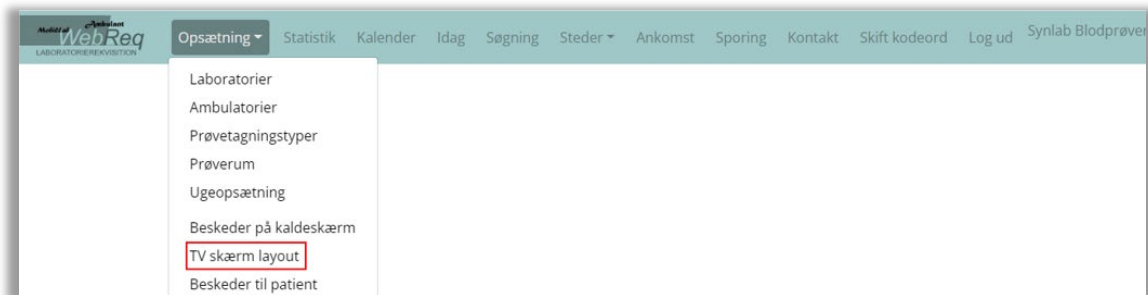 Ambulant
WebReq
LABORATORIEREKVISITION
Opsætning Statistik Kalender Idag Søgning Steder Ankomst Sporing Kontakt Skift kodeord Log ud Synlab Blodprøver
Laboratorier
Ambulatorier
Prøvetagningstyper
Prøverum
Ugeopsætning
Beskeder på kaldeskærm
TV skærm layout
Beskeder til patient